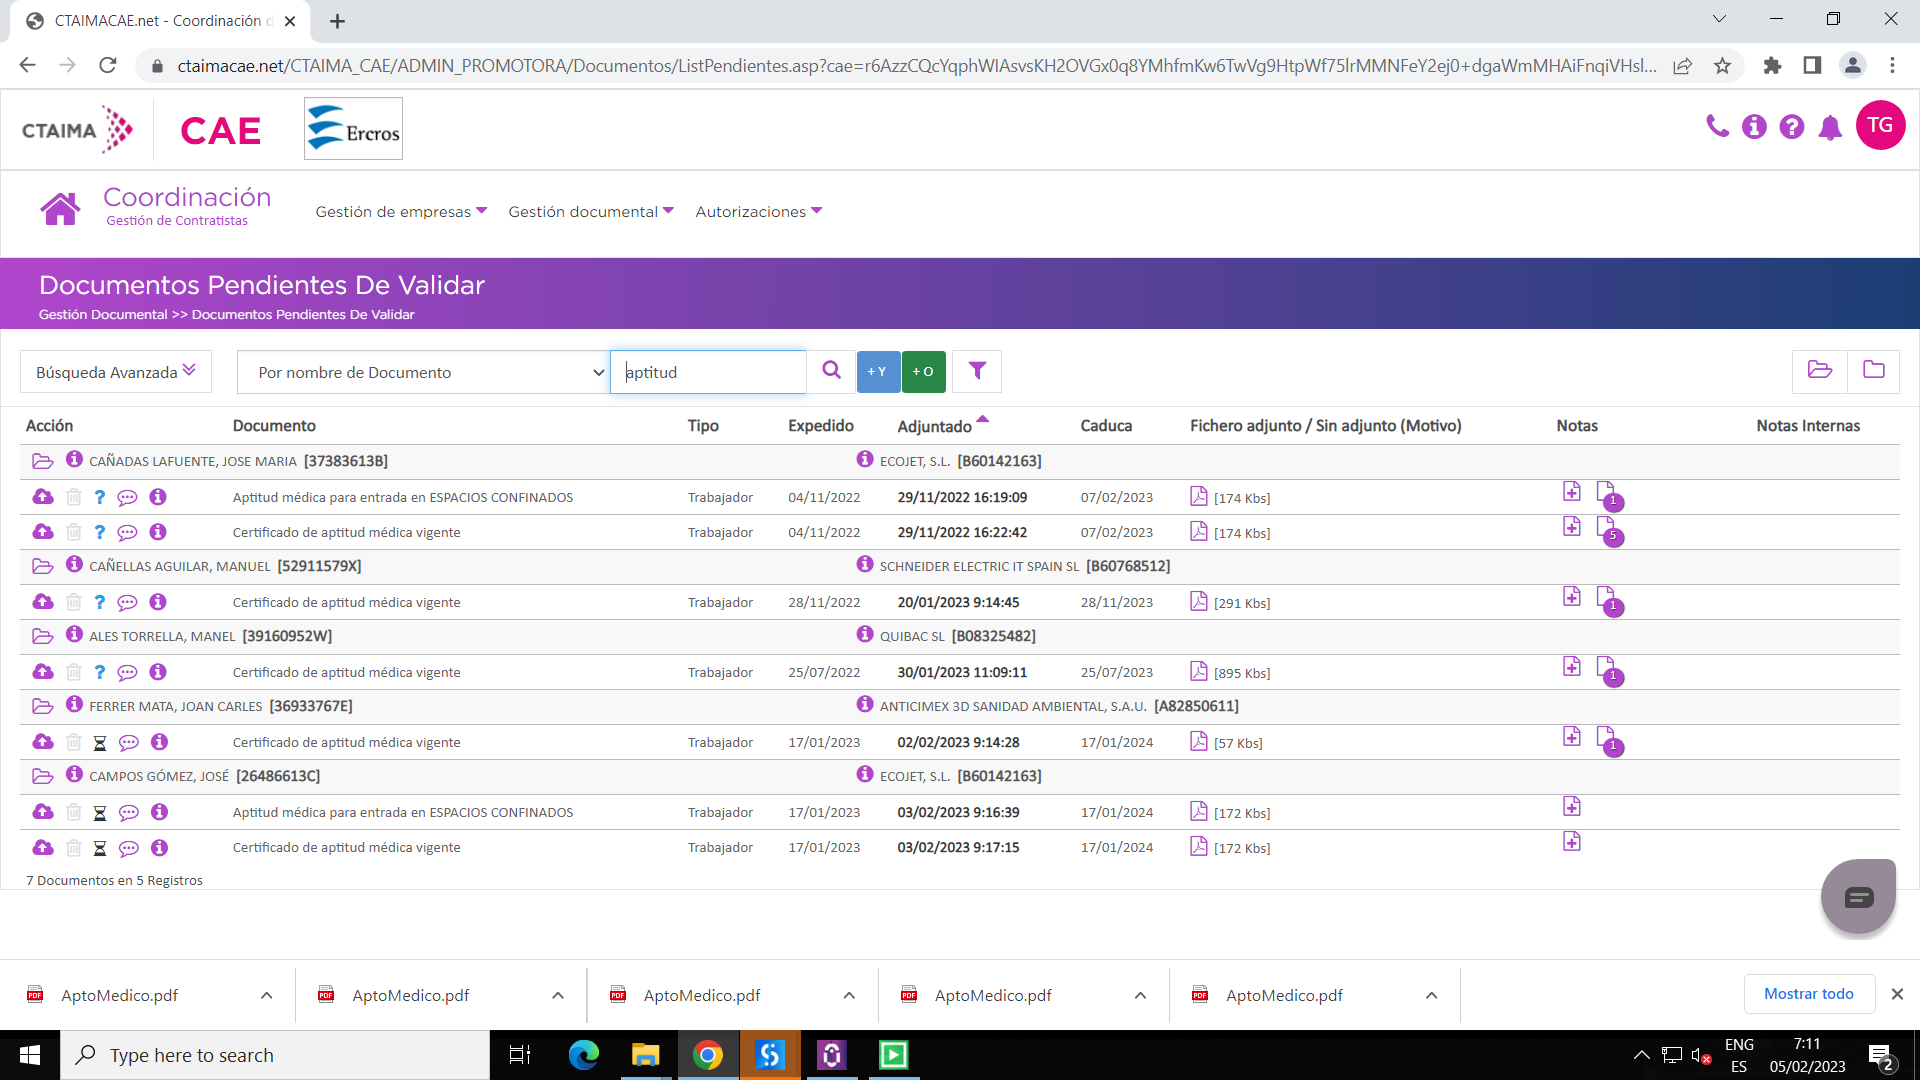 CTAIMACAE.net - Coordinación d
ctaimacae.net/CTAIMA_CAE/ADMIN_PROMOTORA/Documentos/ListPendientes.asp?cae=
CTAIMA
CAE
Ercros
TG
Coordinación
Gestión de Contratistas
Gestión de empresas
Gestión documental
Autorizaciones
Documentos Pendientes De Validar
Gestión Documental >> Documentos Pendientes De Validar
Búsqueda Avanzada
Por nombre de Documento
aptitud
+ Y
+ O
Acción Documento Tipo Expedido Adjuntado Caduca Fichero adjunto / Sin adjunto (Motivo) Notas Notas Internas
CAÑADAS LAFUENTE, JOSE MARIA [37383613B] ECOJET, S.L. [B60142163]
? Aptitud médica para entrada en ESPACIOS CONFINADOS Trabajador 04/11/2022 29/11/2022 16:19:09 07/02/2023 [174 Kbs] 1
? Certificado de aptitud médica vigente Trabajador 04/11/2022 29/11/2022 16:22:42 07/02/2023 [174 Kbs] 5
CAÑELLAS AGUILAR, MANUEL [52911579X] SCHNEIDER ELECTRIC IT SPAIN SL [B60768512]
? Certificado de aptitud médica vigente Trabajador 28/11/2022 20/01/2023 9:14:45 28/11/2023 [291 Kbs] 1
ALES TORRELLA, MANEL [39160952W] QUIBAC SL [B08325482]
? Certificado de aptitud médica vigente Trabajador 25/07/2022 30/01/2023 11:09:11 25/07/2023 [895 Kbs] 1
FERRER MATA, JOAN CARLES [36933767E] ANTICIMEX 3D SANIDAD AMBIENTAL, S.A.U. [A82850611]
Certificado de aptitud médica vigente Trabajador 17/01/2023 02/02/2023 9:14:28 17/01/2024 [57 Kbs] 1
CAMPOS GÓMEZ, JOSÉ [26486613C] ECOJET, S.L. [B60142163]
Aptitud médica para entrada en ESPACIOS CONFINADOS Trabajador 17/01/2023 03/02/2023 9:16:39 17/01/2024 [172 Kbs]
Certificado de aptitud médica vigente Trabajador 17/01/2023 03/02/2023 9:17:15 17/01/2024 [172 Kbs]
7 Documentos en 5 Registros
AptoMedico.pdf AptoMedico.pdf AptoMedico.pdf AptoMedico.pdf AptoMedico.pdf Mostrar todo
Type here to search
ENG
ES
7:11
05/02/2023
2